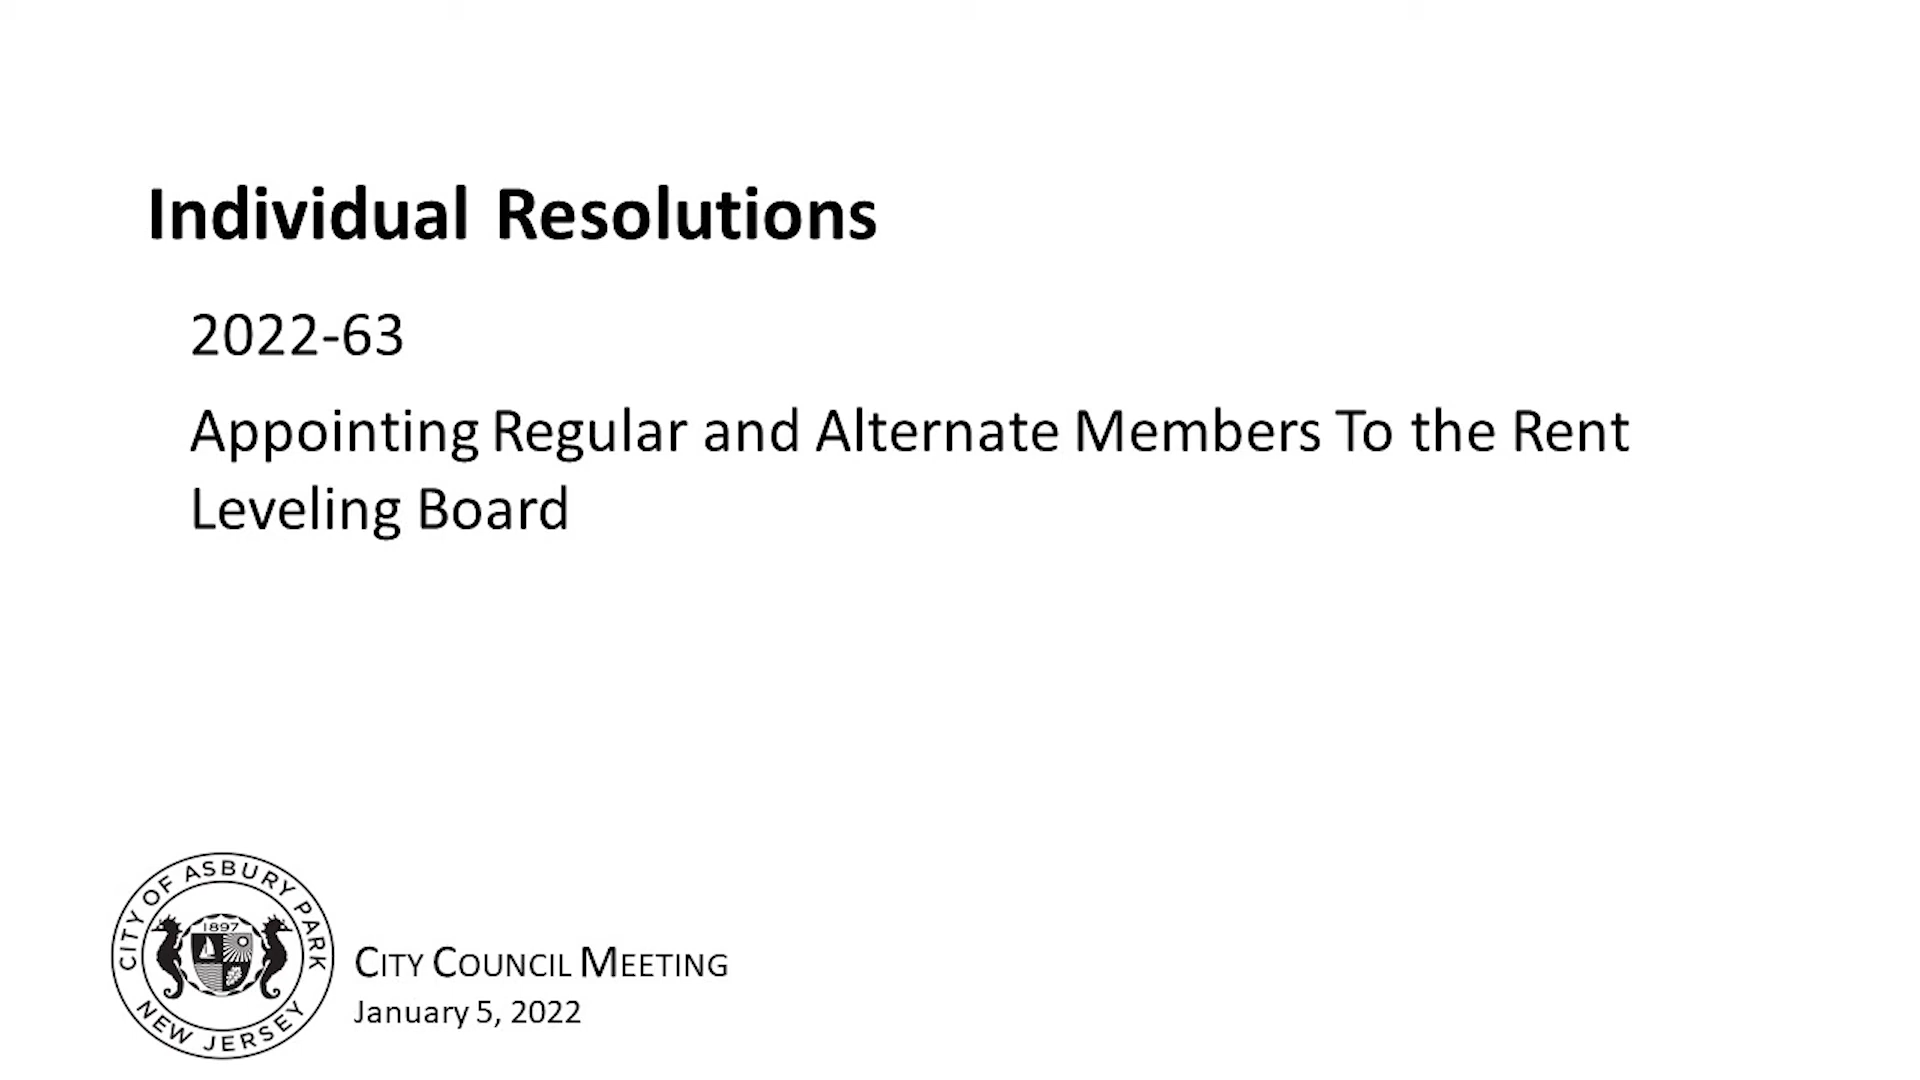 Individual Resolutions
2022-63
Appointing Regular and Alternate Members To the Rent
Leveling Board
CITY OF ASBURY PARK
1897
NEW JERSEY
CITY COUNCIL MEETING
January 5, 2022